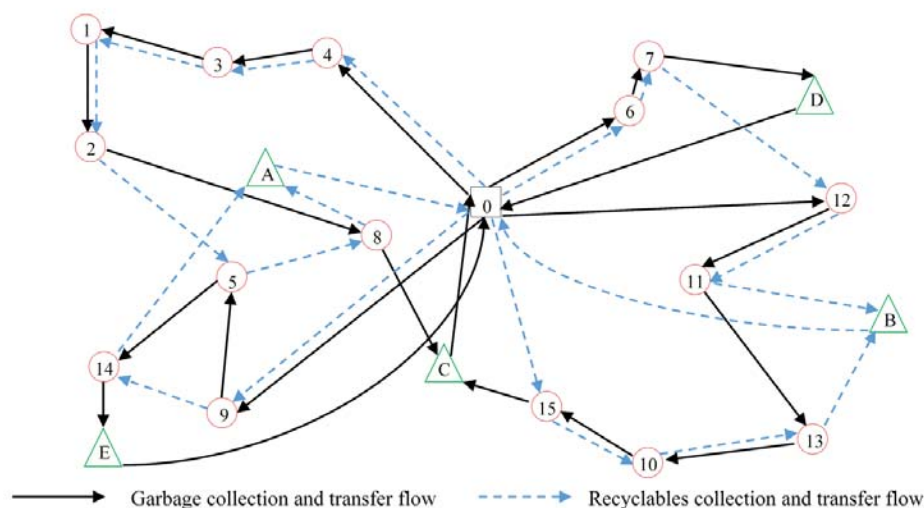 1
3
4
7
6
D
2
A
0
12
8
5
11
B
14
C
9
15
13
10
E
Garbage collection and transfer flow
Recyclables collection and transfer flow